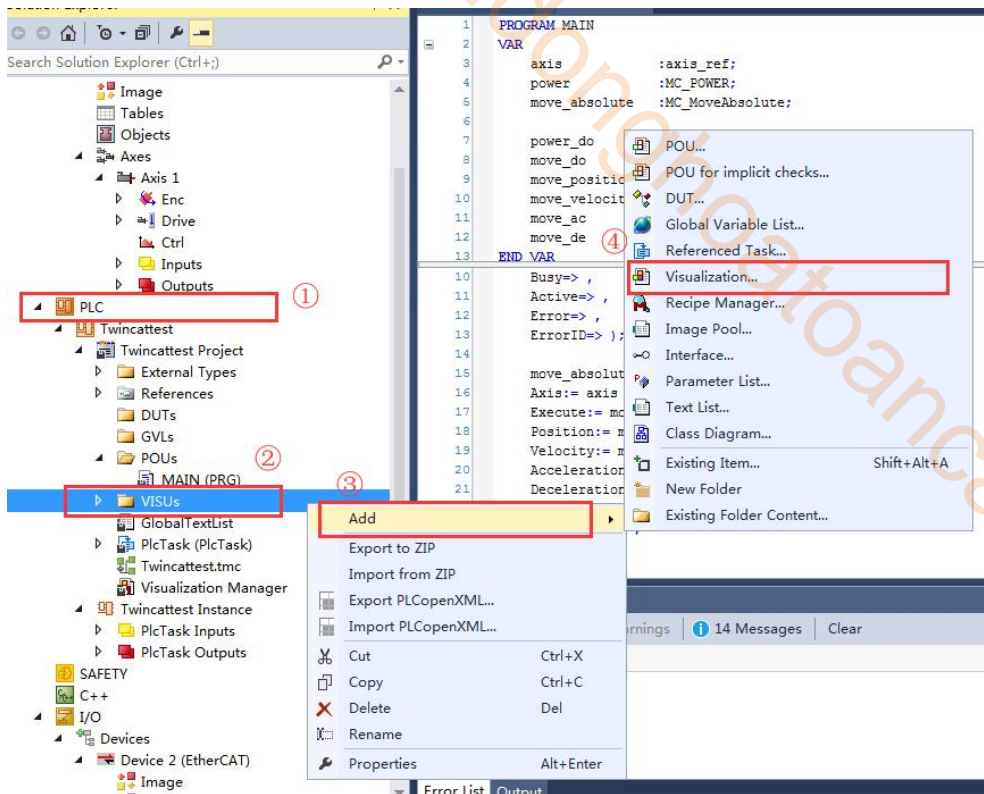 Solution Explorer
Search Solution Explorer (Ctrl+;)
Image
Tables
Objects
Axes
Axis 1
Enc
Drive
Ctrl
Inputs
Outputs
①
PLC
Twincattest
Twincattest Project
External Types
References
DUTs
GVLs
POUs
②
MAIN (PRG)
VISUs
GlobalTextList
PlcTask (PlcTask)
Twincattest.tmc
Visualization Manager
Twincattest Instance
PlcTask Inputs
PlcTask Outputs
SAFETY
C++
I/O
Devices
Device 2 (EtherCAT)
Image
1 PROGRAM MAIN
2 VAR
3 axis :axis_ref;
4 power :MC_POWER;
5 move_absolute :MC_MoveAbsolute;
6
7 power_do
8 move_do
9 move_positio
10 move_velocit
11 move_ac
12 move_de
13 END_VAR
10 Busy=> ,
11 Active=> ,
12 Error=> ,
13 ErrorID=> );
14
15 move_absolut
16 Axis:= axis
17 Execute:= mo
18 Position:= m
19 Velocity:= m
20 Acceleration
21 Deceleration
③
Add
Export to ZIP
Import from ZIP
Export PLCopenXML...
Import PLCopenXML...
Cut Ctrl+X
Copy Ctrl+C
Delete Del
Rename
Properties Alt+Enter
POU...
POU for implicit checks...
DUT...
Global Variable List...
④
Referenced Task...
Visualization...
Recipe Manager...
Image Pool...
Interface...
Parameter List...
Text List...
Class Diagram...
Existing Item... Shift+Alt+A
New Folder
Existing Folder Content...
rnings
14 Messages
Clear
Error List
Output